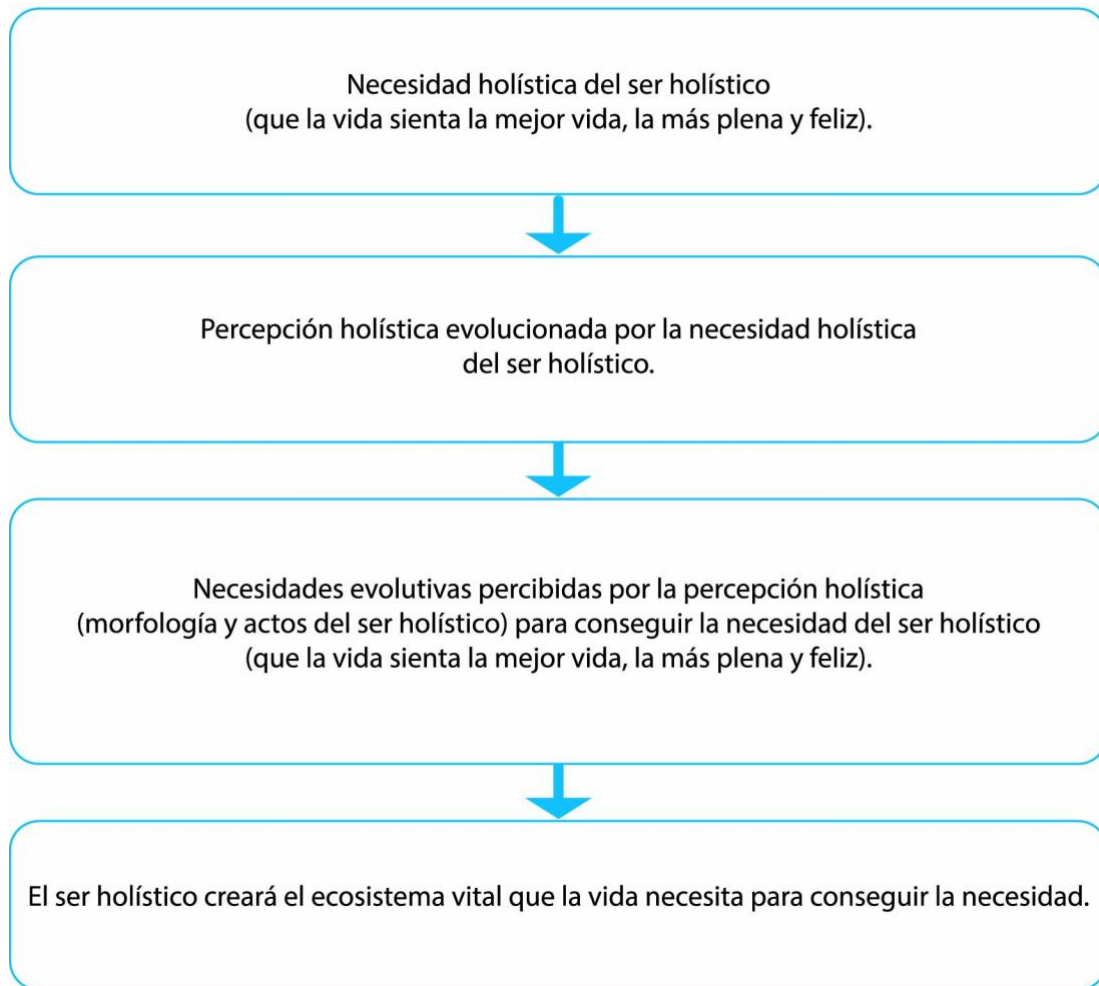 Necesidad holística del ser holístico
(que la vida sienta la mejor vida, la más plena y feliz).
Percepción holística evolucionada por la necesidad holística
del ser holístico.
Necesidades evolutivas percibidas por la percepción holística
(morfología y actos del ser holístico) para conseguir la necesidad del ser holístico
(que la vida sienta la mejor vida, la más plena y feliz).
El ser holístico creará el ecosistema vital que la vida necesita para conseguir la necesidad.